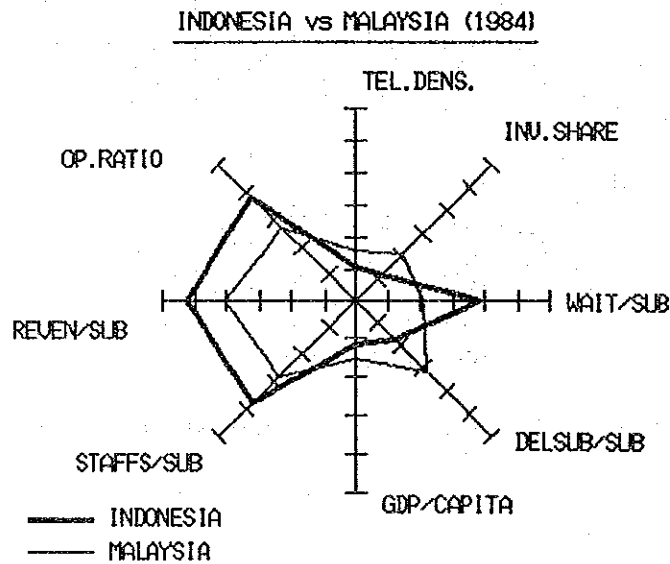 INDONESIA vs MALAYSIA (1984)
TEL.DENS.
INV.SHARE
OP.RATIO
WAIT/SUB
REVEN/SUB
DELSUB/SUB
STAFFS/SUB
GDP/CAPITA
INDONESIA
MALAYSIA